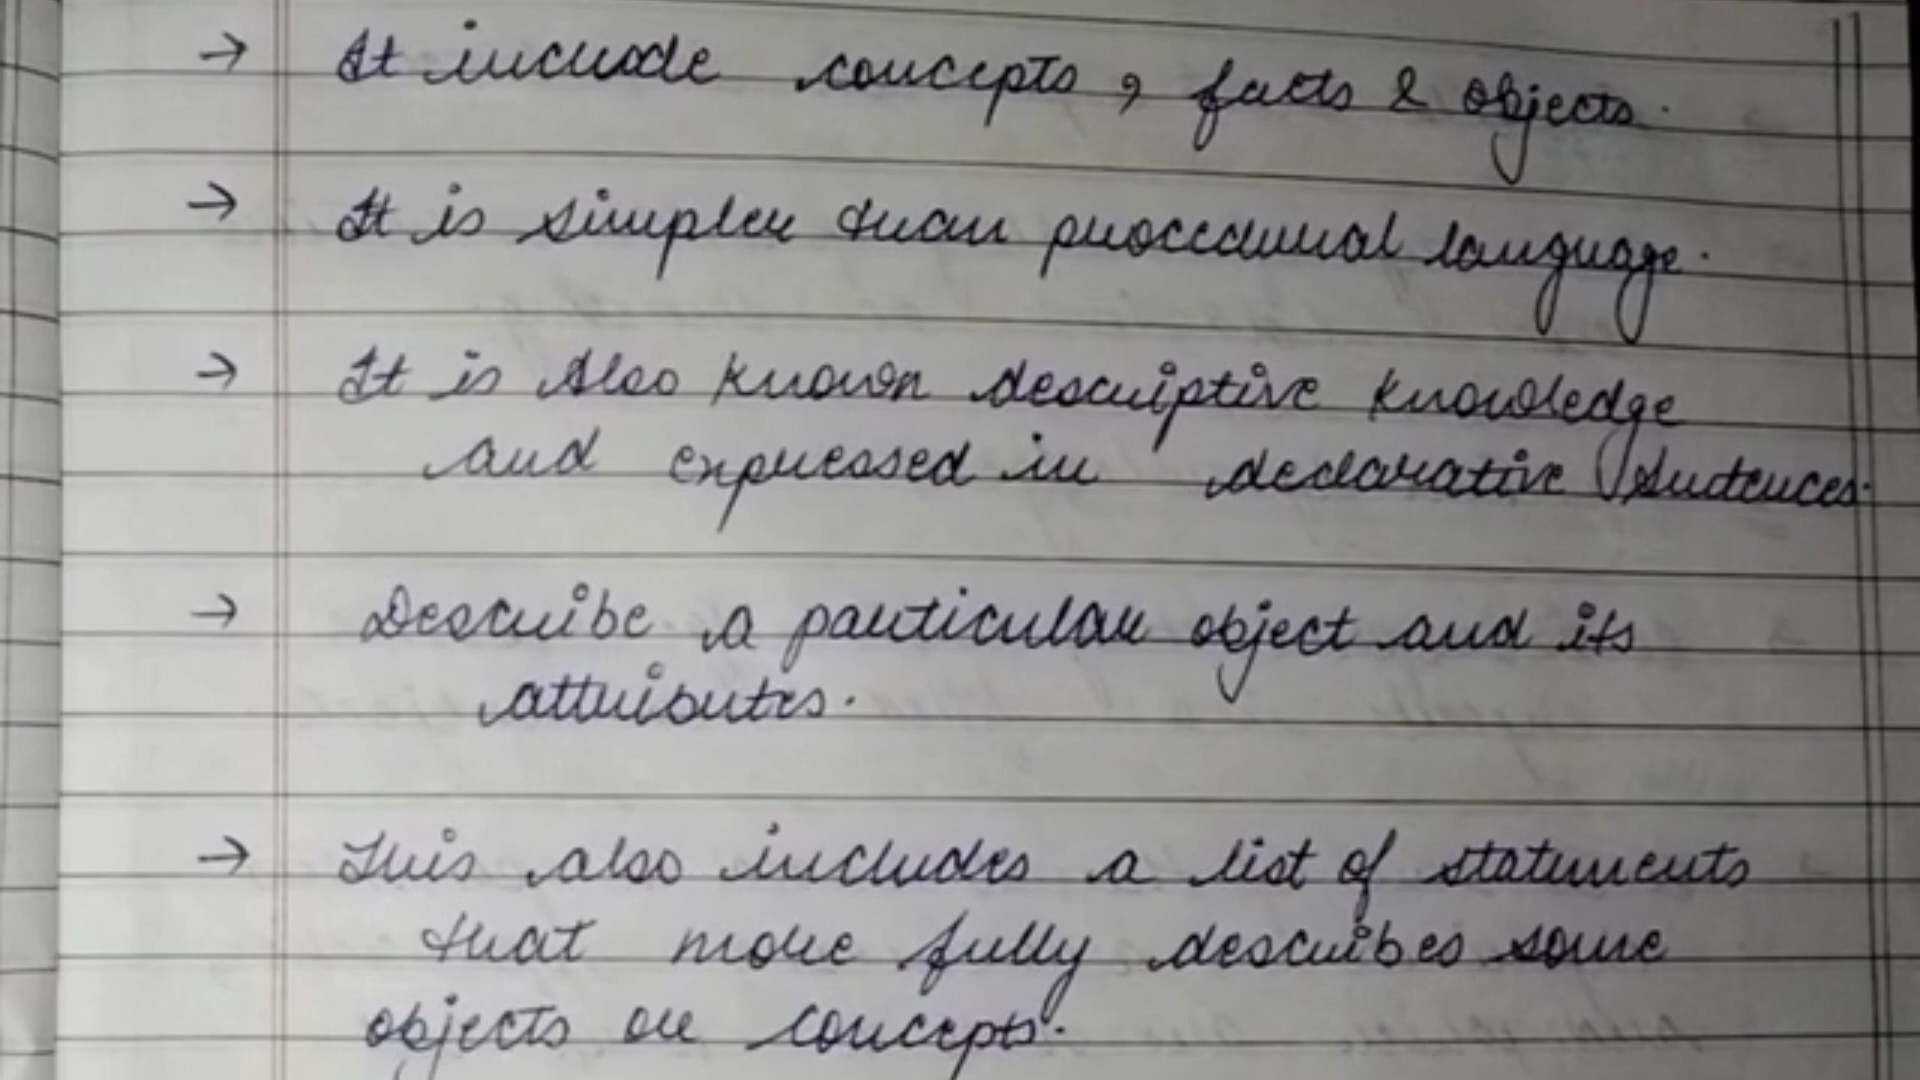 → It include concepts, facts & objects.
→ It is simpler than procedural language.
→ It is Also known descriptive knowledge
and expressed in declarative sentences.
→ Describe a particular object and its
attributes.
→ This also includes a list of statements
that more fully describes some
objects or concepts.